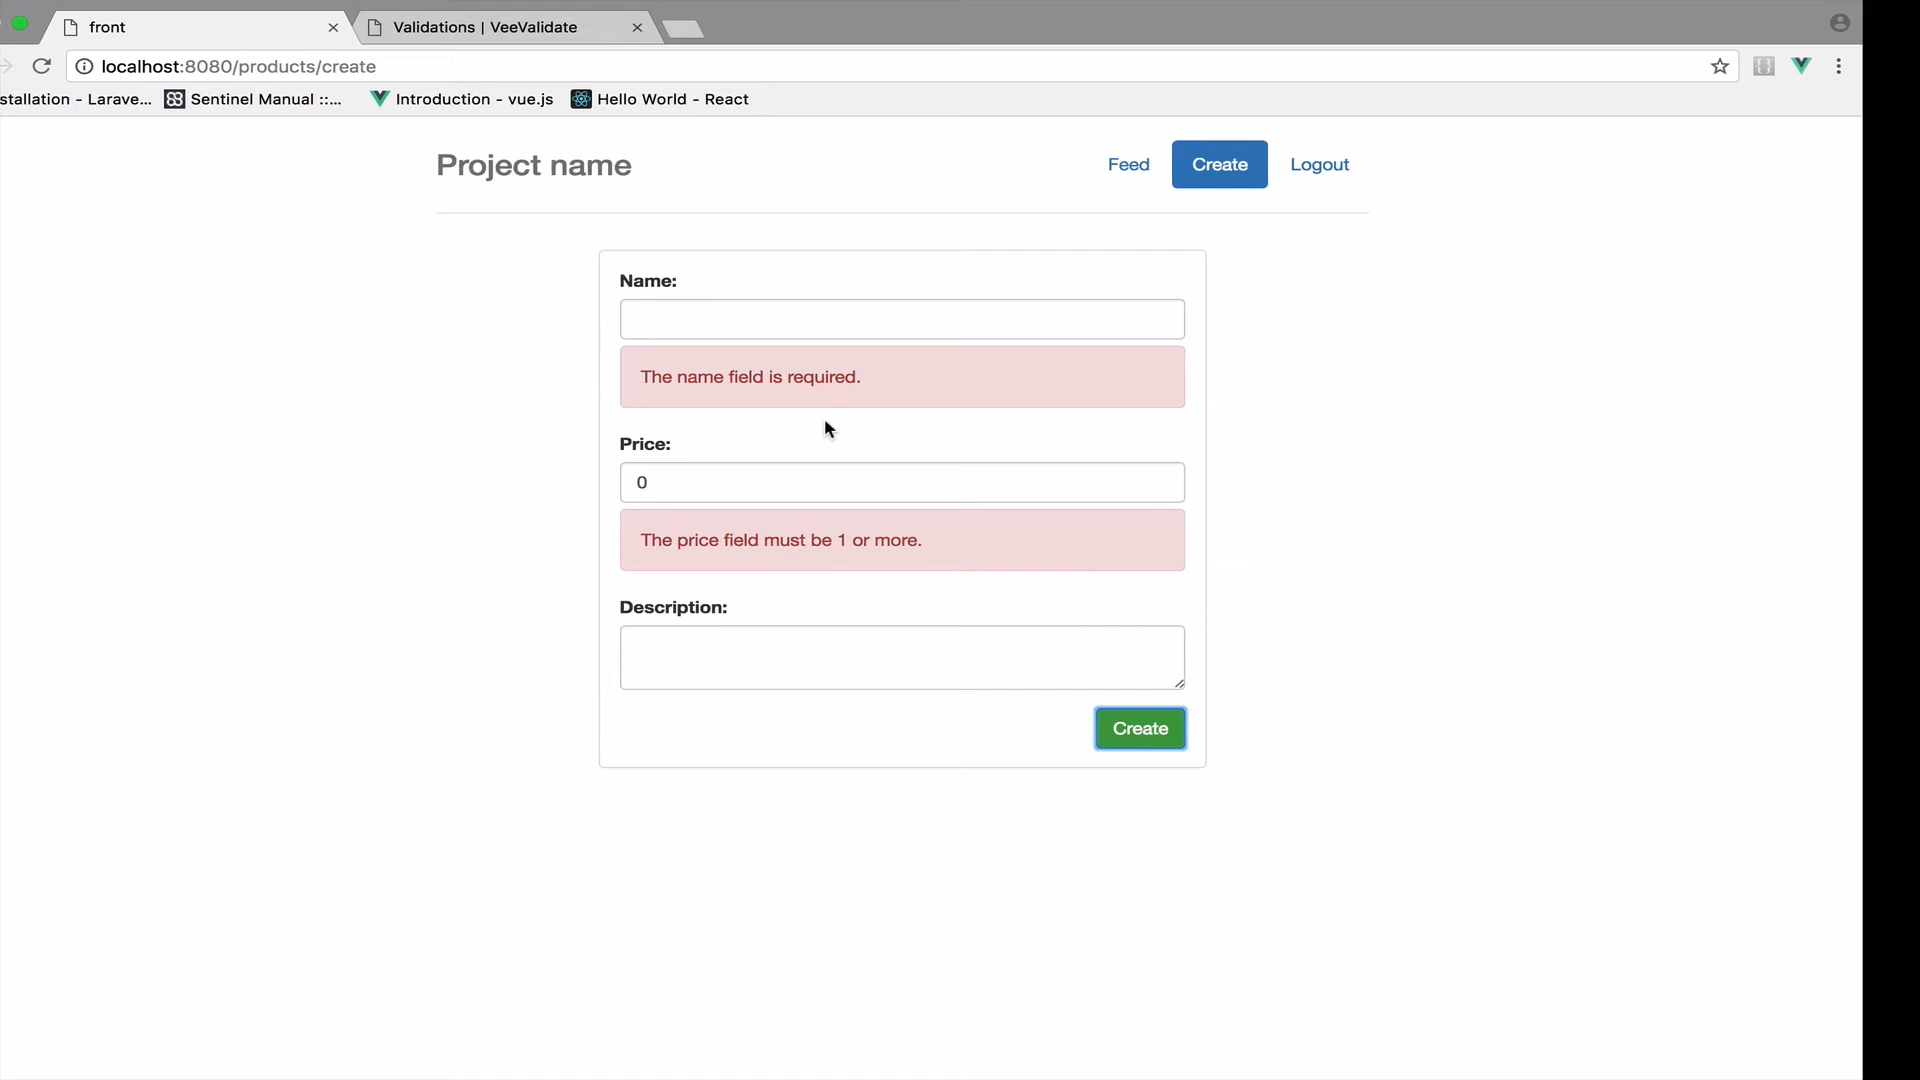 front
Validations | VeeValidate
localhost:8080/products/create
stallation - Larave...
Sentinel Manual ::...
Introduction - vue.js
Hello World - React
Project name
Feed
Create
Logout
Name:
The name field is required.
Price:
0
The price field must be 1 or more.
Description:
Create